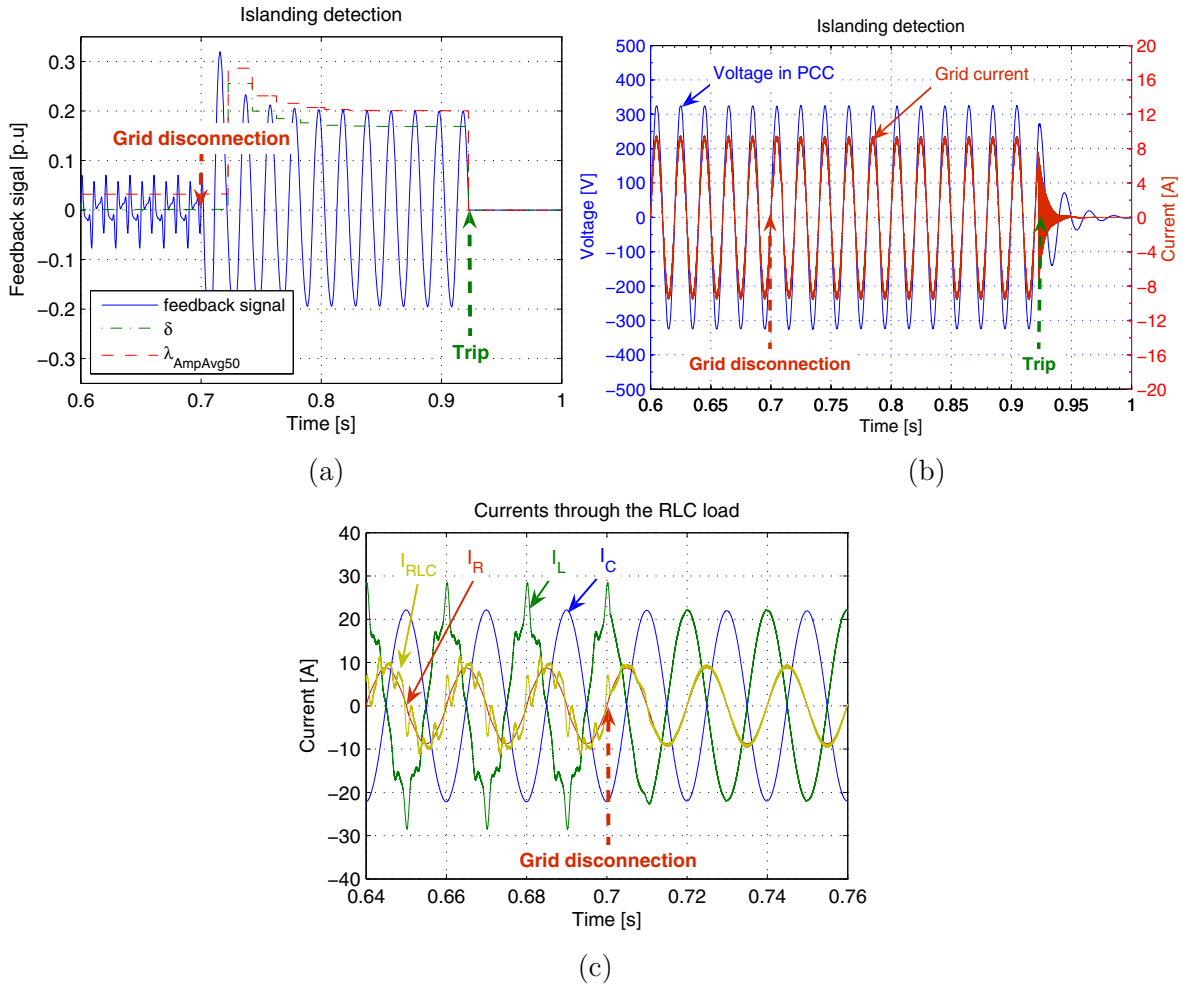 Islanding detection
0.3
0.2
0.1
0
−0.1
−0.2
−0.3
Feedback sigal [p.u]
Grid disconnection
Trip
feedback signal
δ
λAmpAvg50
0.6
0.7
0.8
0.9
1
Time [s]
(a)
Islanding detection
500
400
300
200
100
0
−100
−200
−300
−400
−500
Voltage [V]
Voltage in PCC
Grid current
Grid disconnection
Trip
20
16
12
8
4
0
−4
−8
−12
−16
−20
Current [A]
0.6
0.65
0.7
0.75
0.8
0.85
0.9
0.95
1
Time [s]
(b)
Currents through the RLC load
40
30
20
10
0
−10
−20
−30
−40
Current [A]
IRLC
IR
IL
IC
Grid disconnection
0.64
0.66
0.68
0.7
0.72
0.74
0.76
Time [s]
(c)